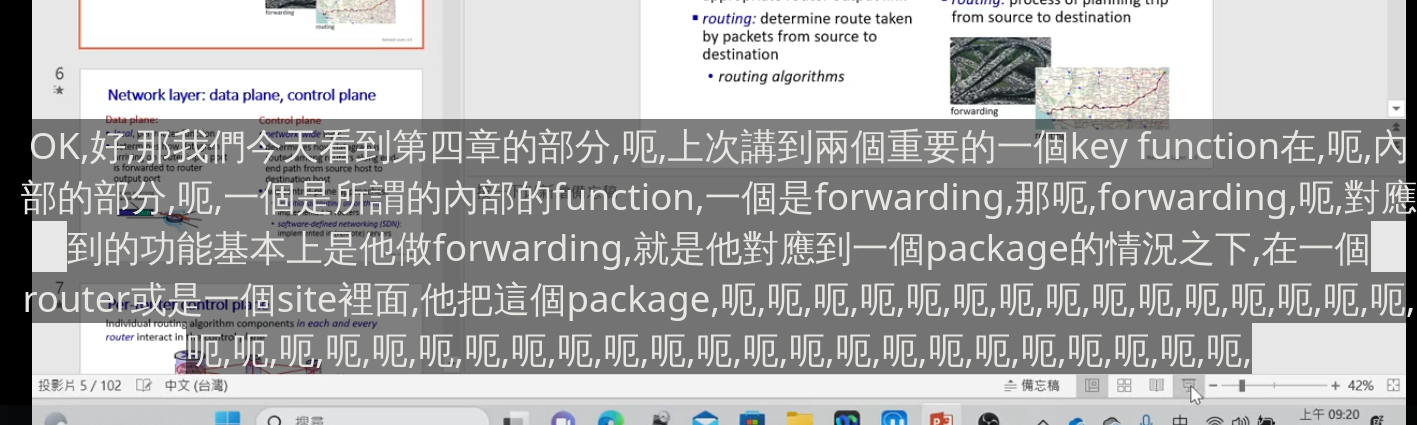 forwarding
routing
routing: process of planning trip
from source to destination
▪ routing: determine route taken
by packets from source to
destination
• routing algorithms
forwarding
6
Network layer: data plane, control plane
Data plane:
Control plane
is forwarded to router
output port
end path from source host to
destination host
software-defined networking (SDN):
OK,好,那我們今天看到第四章的部分,呃,上次講到兩個重要的一個key function在,呃,內
部的部分,呃,一個是所謂的內部的function,一個是forwarding,那呃,forwarding,呃,對應
到的功能基本上是他做forwarding,就是他對應到一個package的情況之下,在一個
router或是一個site裡面,他把這個package,呃,呃,呃,呃,呃,呃,呃,呃,呃,呃,呃,呃,呃,呃,呃,
呃,呃,呃,呃,呃,呃,呃,呃,呃,呃,呃,呃,呃,呃,呃,呃,呃,呃,呃,呃,呃,呃,呃,
7
Per-router control plane
Individual routing algorithm components in each and every
router interact in the control plane
投影片 5 / 102 中文 (台灣) 備忘稿 42%
搜尋 中 上午 09:20